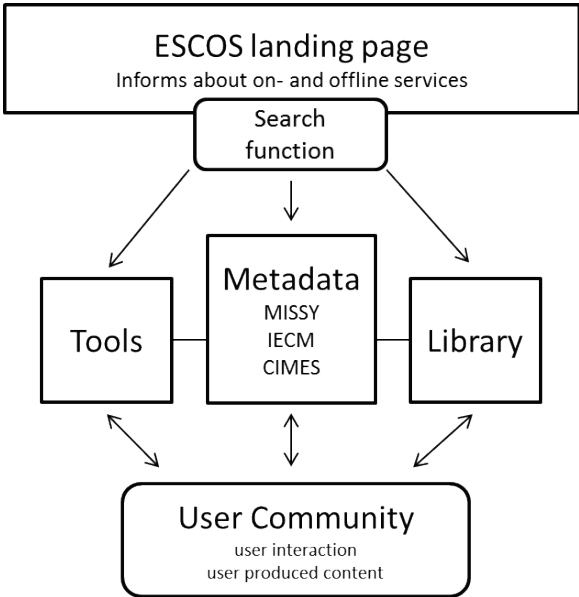 ESCOS landing page
Informs about on- and offline services
Search
function
Metadata
MISSY
IECM
CIMES
Tools
Library
User Community
user interaction
user produced content